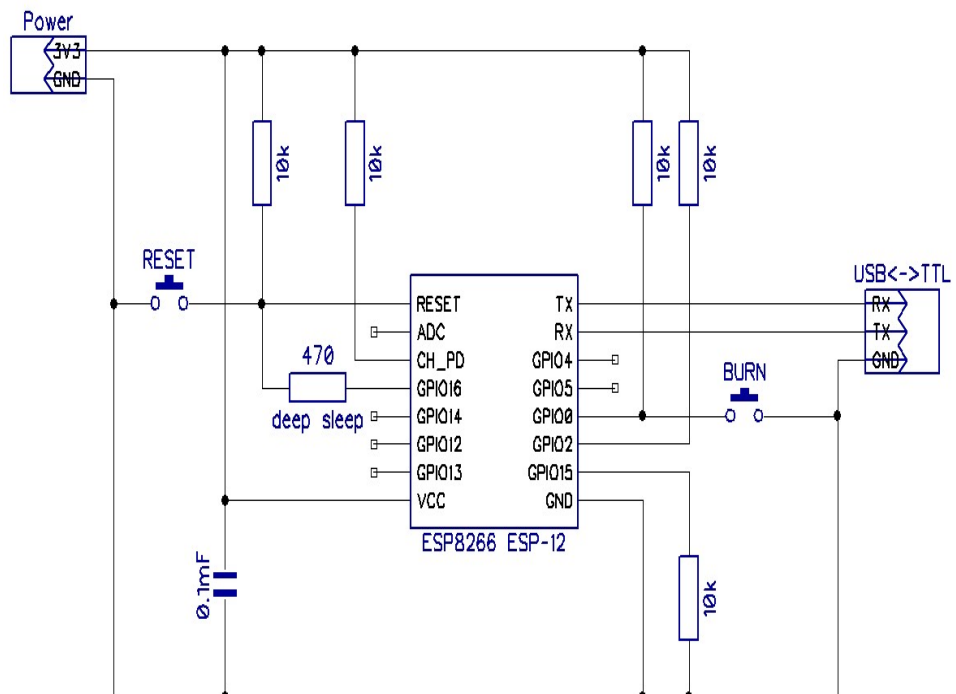 Power
3V3
GND
10k
10k
10k
10k
RESET
USB<->TTL
RX
TX
GND
RESET
ADC
CH_PD
GPIO16
GPIO14
GPIO12
GPIO13
VCC
TX
RX
GPIO4
GPIO5
GPIO0
GPIO2
GPIO15
GND
470
deep sleep
BURN
ESP8266 ESP-12
0.1mF
10k